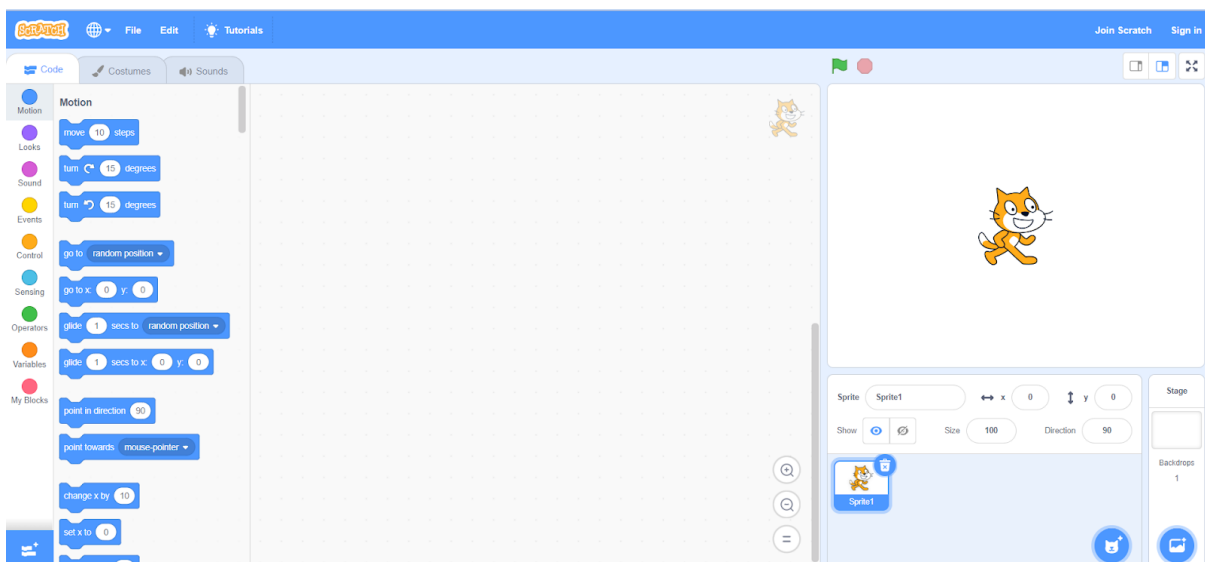 SCRATCH File Edit Tutorials Join Scratch Sign in
Code Costumes Sounds
Motion
Looks
Sound
Events
Control
Sensing
Operators
Variables
My Blocks
Motion
move 10 steps
turn 15 degrees
turn 15 degrees
go to random position
go to x: 0 y: 0
glide 1 secs to random position
glide 1 secs to x: 0 y: 0
point in direction 90
point towards mouse-pointer
change x by 10
set x to 0
Sprite Sprite1 x 0 y 0
Show Size 100 Direction 90
Sprite1
Stage
Backdrops
1